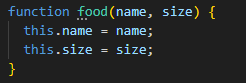 function food(name, size) {
  this.name = name;
  this.size = size;
}